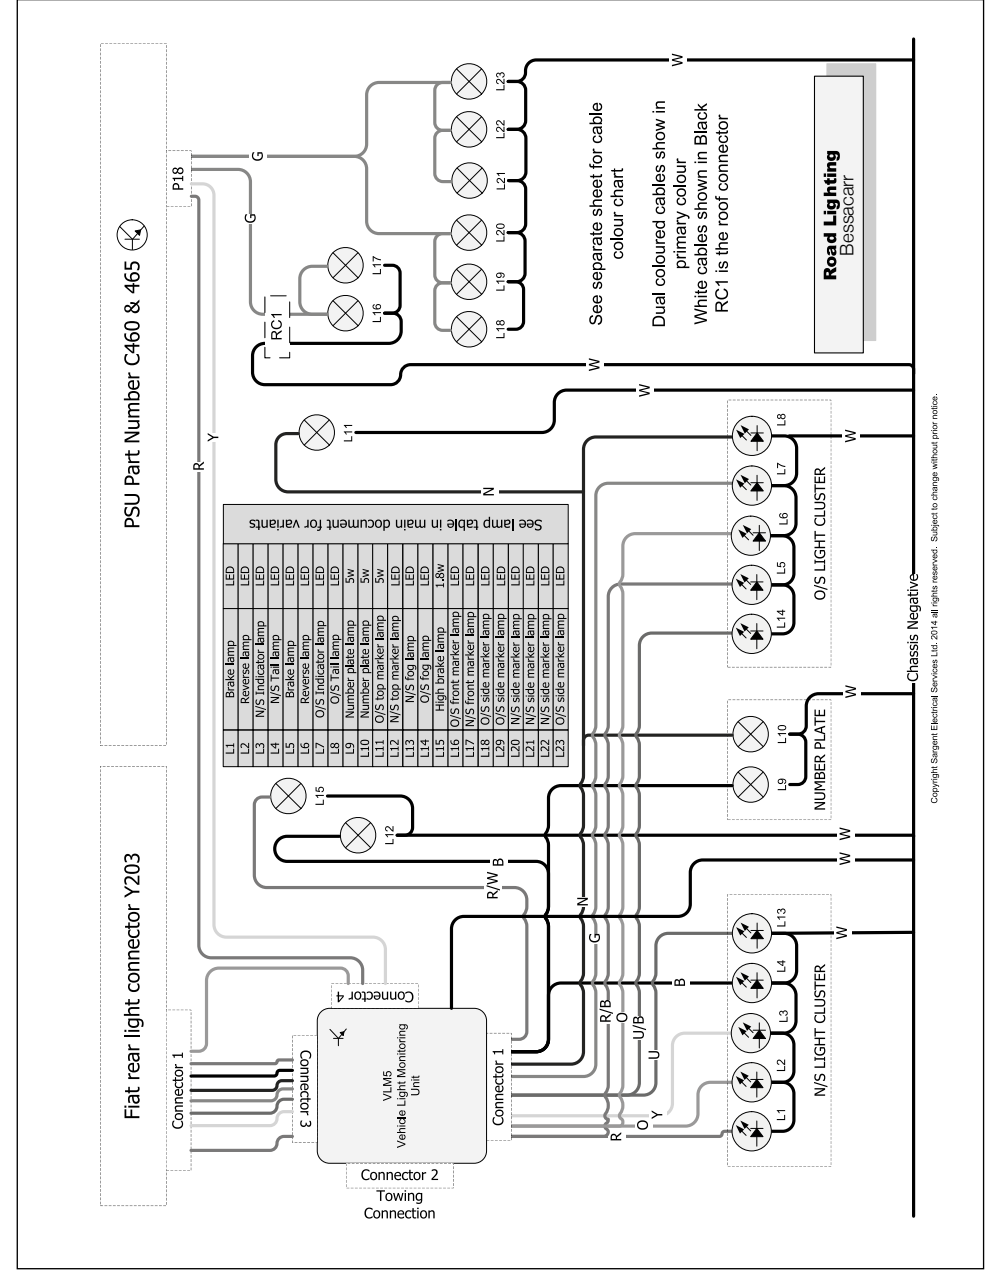 PSU Part Number C460 & 465
Fiat rear light connector Y203
P18
Connector 1
Connector 3
Connector 4
VLM5
Vehicle Light Monitoring
Unit
Connector 1
Connector 2
Towing
Connection
R
Y
G
G
RC1
L17
L16
L23
L22
L21
L20
L19
L18
W
W
W
L11
N
L15
L12
R/W
B
See lamp table in main document for variants
L1 Brake lamp LED
L2 Reverse lamp LED
L3 N/S Indicator lamp LED
L4 N/S Tail lamp LED
L5 Brake lamp LED
L6 Reverse lamp LED
L7 O/S Indicator lamp LED
L8 O/S Tail lamp LED
L9 Number plate lamp 5w
L10 Number plate lamp 5w
L11 O/S top marker lamp 5w
L12 N/S top marker lamp LED
L13 N/S fog lamp LED
L14 O/S fog lamp LED
L15 High brake lamp 1.8w
L16 O/S front marker lamp LED
L17 N/S front marker lamp LED
L18 O/S side marker lamp LED
L29 O/S side marker lamp LED
L20 N/S side marker lamp LED
L21 N/S side marker lamp LED
L22 N/S side marker lamp LED
L23 O/S side marker lamp LED
See separate sheet for cable
colour chart
Dual coloured cables show in
primary colour
White cables shown in Black
RC1 is the roof connector
Road Lighting
Bessacarr
N
G
R/B
O
U/B
U
B
Y
O
R
L1
L2
L3
L4
L13
N/S LIGHT CLUSTER
W
W
W
L9
L10
NUMBER PLATE
W
L14
L5
L6
L7
L8
O/S LIGHT CLUSTER
W
Chassis Negative
Copyright Sargent Electrical Services Ltd. 2014 all rights reserved. Subject to change without prior notice.